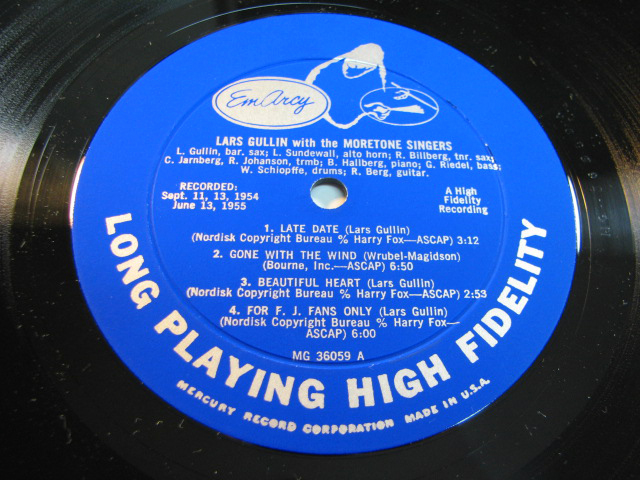 EmArcy
LARS GULLIN with the MORETONE SINGERS
L. Gullin, bar. sax; L. Sundewall, alto horn; R. Billberg, tnr. sax;
C. Jarnberg, R. Johanson, trmb; B. Hallberg, piano; G. Riedel, bass;
W. Schiopffe, drums; R. Berg, guitar.
RECORDED:
Sept. 11, 13, 1954
June 13, 1955
A High
Fidelity
Recording
1. LATE DATE (Lars Gullin)
(Nordisk Copyright Bureau % Harry Fox—ASCAP) 3:12
2. GONE WITH THE WIND (Wrubel-Magidson)
(Bourne, Inc.—ASCAP) 6:50
3. BEAUTIFUL HEART (Lars Gullin)
(Nordisk Copyright Bureau % Harry Fox—ASCAP) 2:53
4. FOR F. J. FANS ONLY (Lars Gullin)
(Nordisk Copyright Bureau % Harry Fox—
ASCAP) 6:00
MG 36059 A
LONG PLAYING HIGH FIDELITY
MERCURY RECORD CORPORATION MADE IN U.S.A.